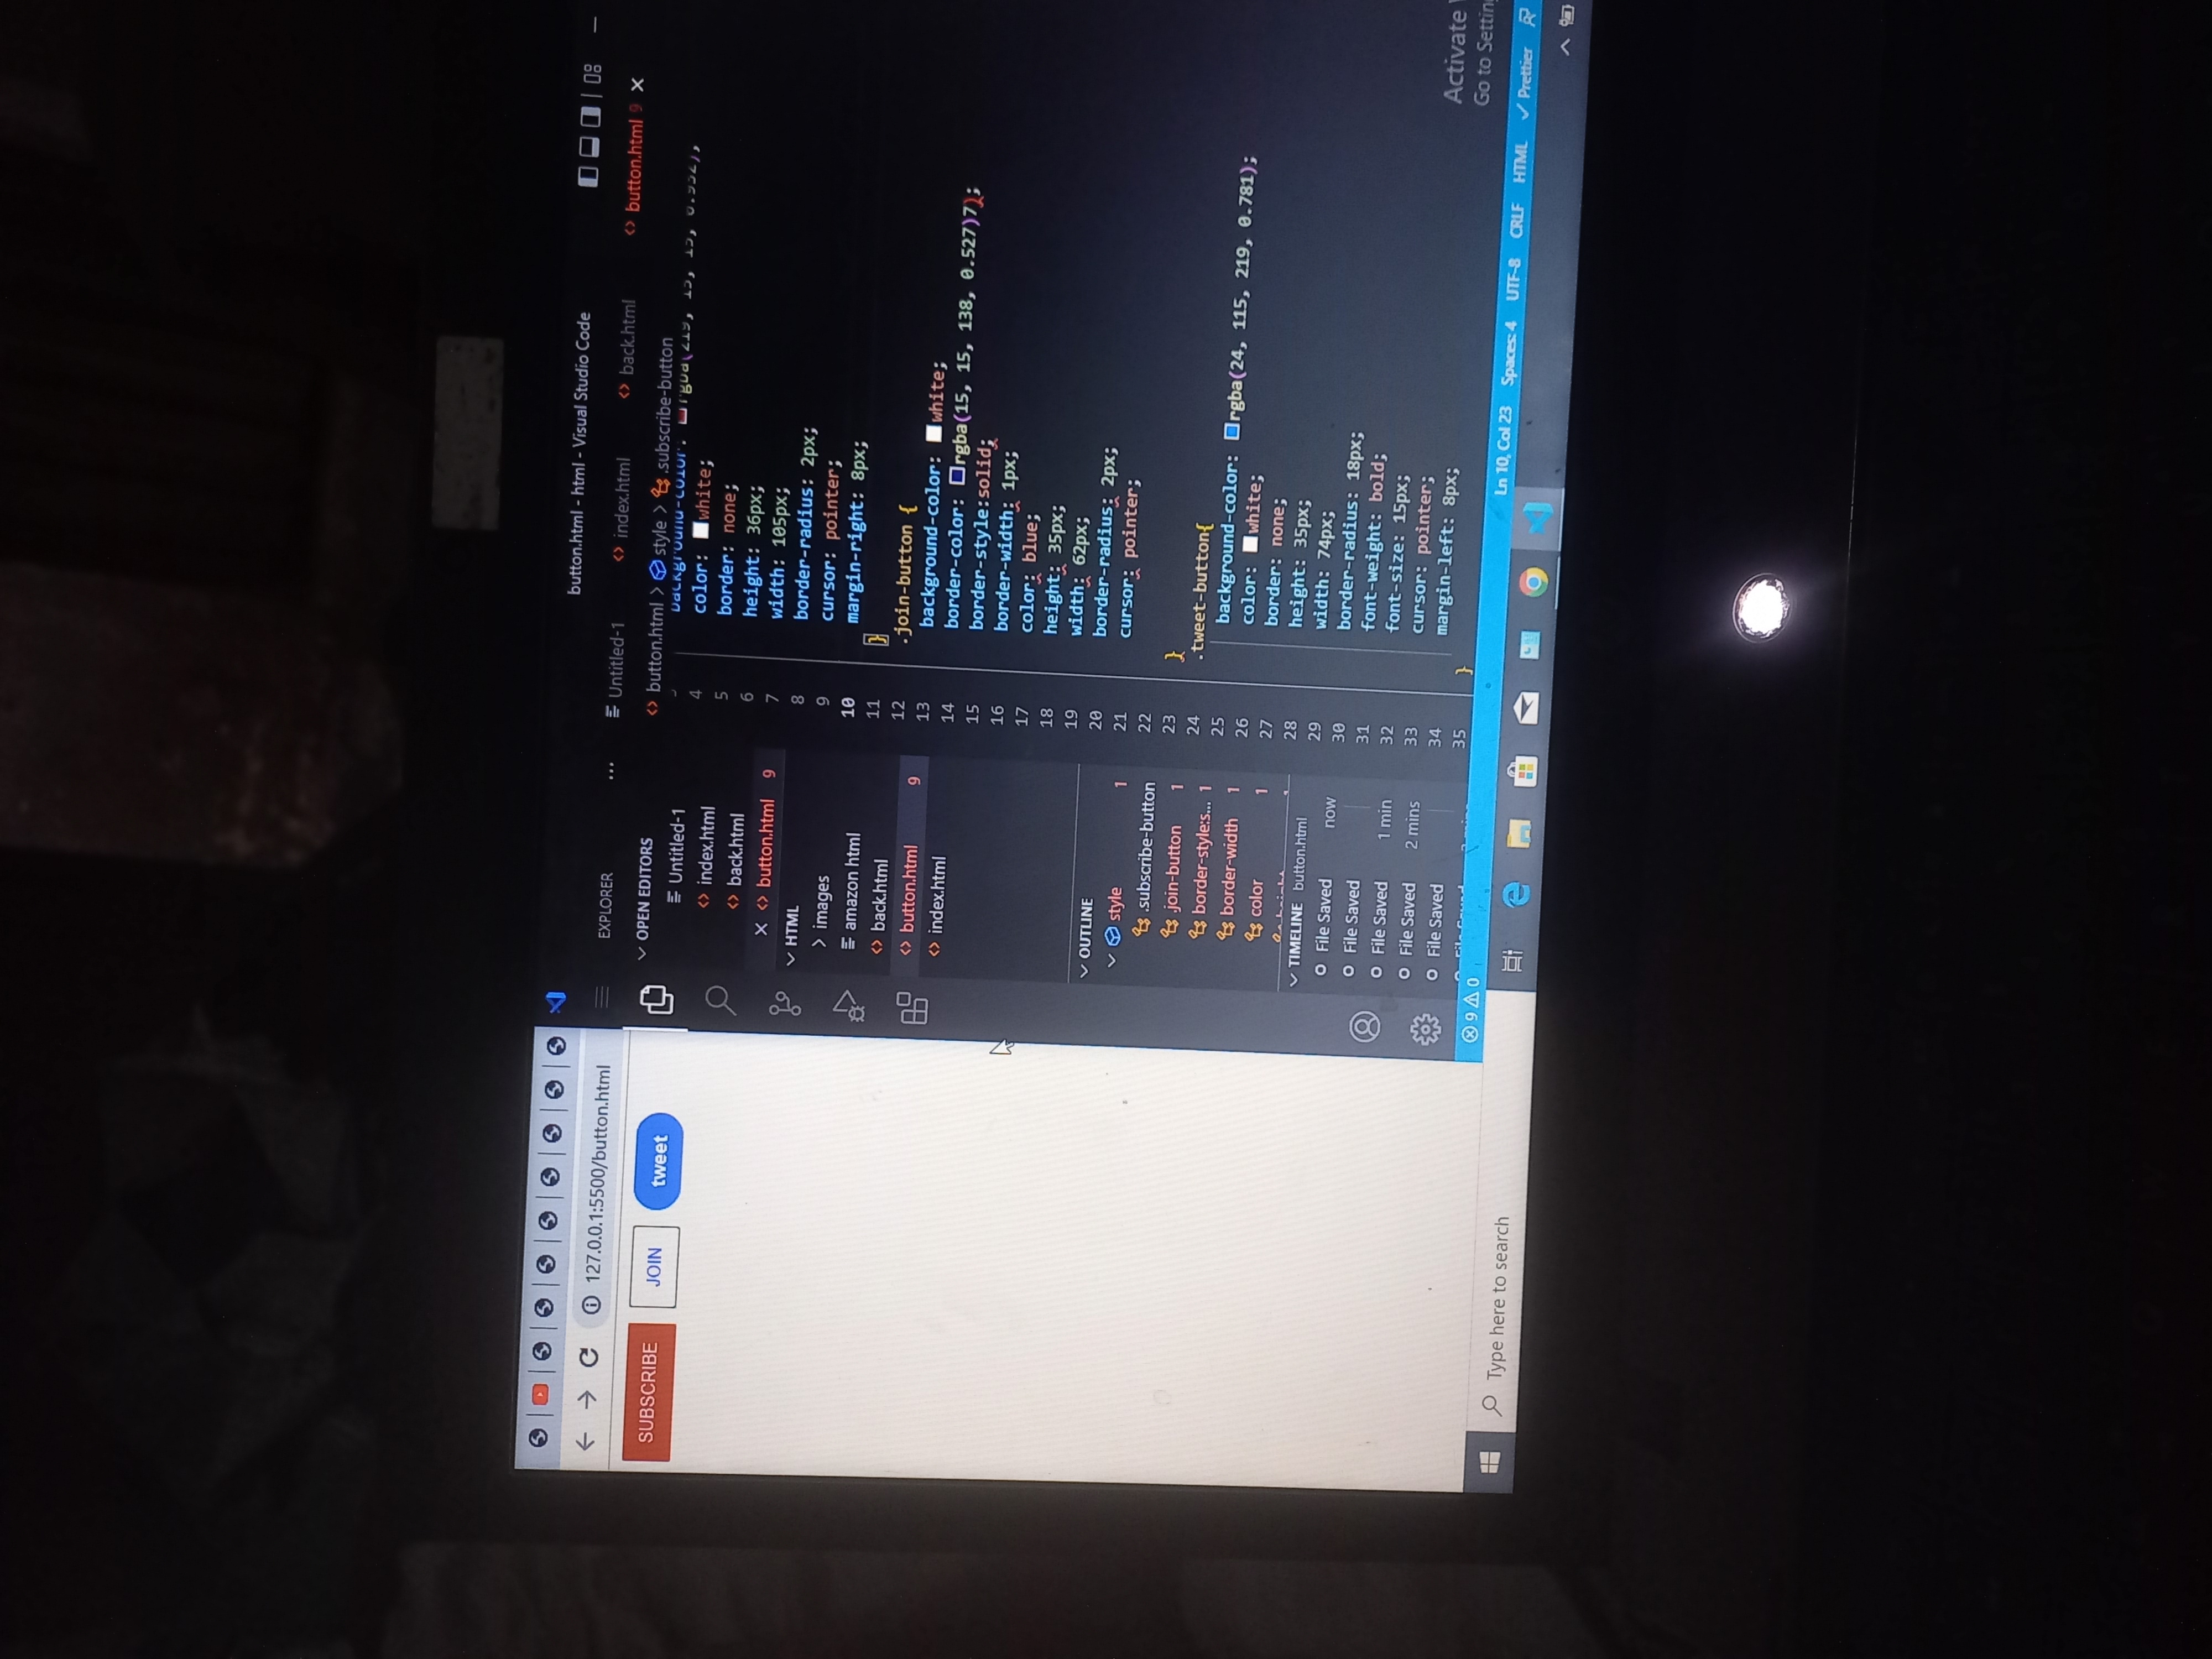 127.0.0.1:5500/button.html
SUBSCRIBE
JOIN
tweet
button.html - html - Visual Studio Code
EXPLORER
...
Untitled-1
index.html
back.html
button.html 9
OPEN EDITORS
Untitled-1
index.html
back.html
button.html 9
HTML
images
amazon html
back.html
button.html 9
index.html
OUTLINE
style 1
.subscribe-button
.join-button 1
border-style:s... 1
border-width 1
color 1
TIMELINE button.html
File Saved now
File Saved
File Saved 1 min
File Saved 2 mins
File Saved
button.html > style > .subscribe-button
background-color:
4
color: white;
5
border: none;
6
height: 36px;
7
width: 105px;
8
border-radius: 2px;
9
cursor: pointer;
10
margin-right: 8px;
11
}
12
.join-button {
13
background-color: white;
14
border-color: rgba(15, 15, 138, 0.527)7);
15
border-style:solid;
16
border-width: 1px;
17
color: blue;
18
height: 35px;
19
width: 62px;
20
border-radius: 2px;
21
cursor: pointer;
22
23
}
24
.tweet-button{
25
background-color: rgba(24, 115, 219, 0.781);
26
color: white;
27
border: none;
28
height: 35px;
29
width: 74px;
30
border-radius: 18px;
31
font-weight: bold;
32
font-size: 15px;
33
cursor: pointer;
34
margin-left: 8px;
35
}
Activate
Go to
9 0
Ln 10, Col 23
Spaces: 4
UTF-8
CRLF
HTML
Prettier
Type here to search